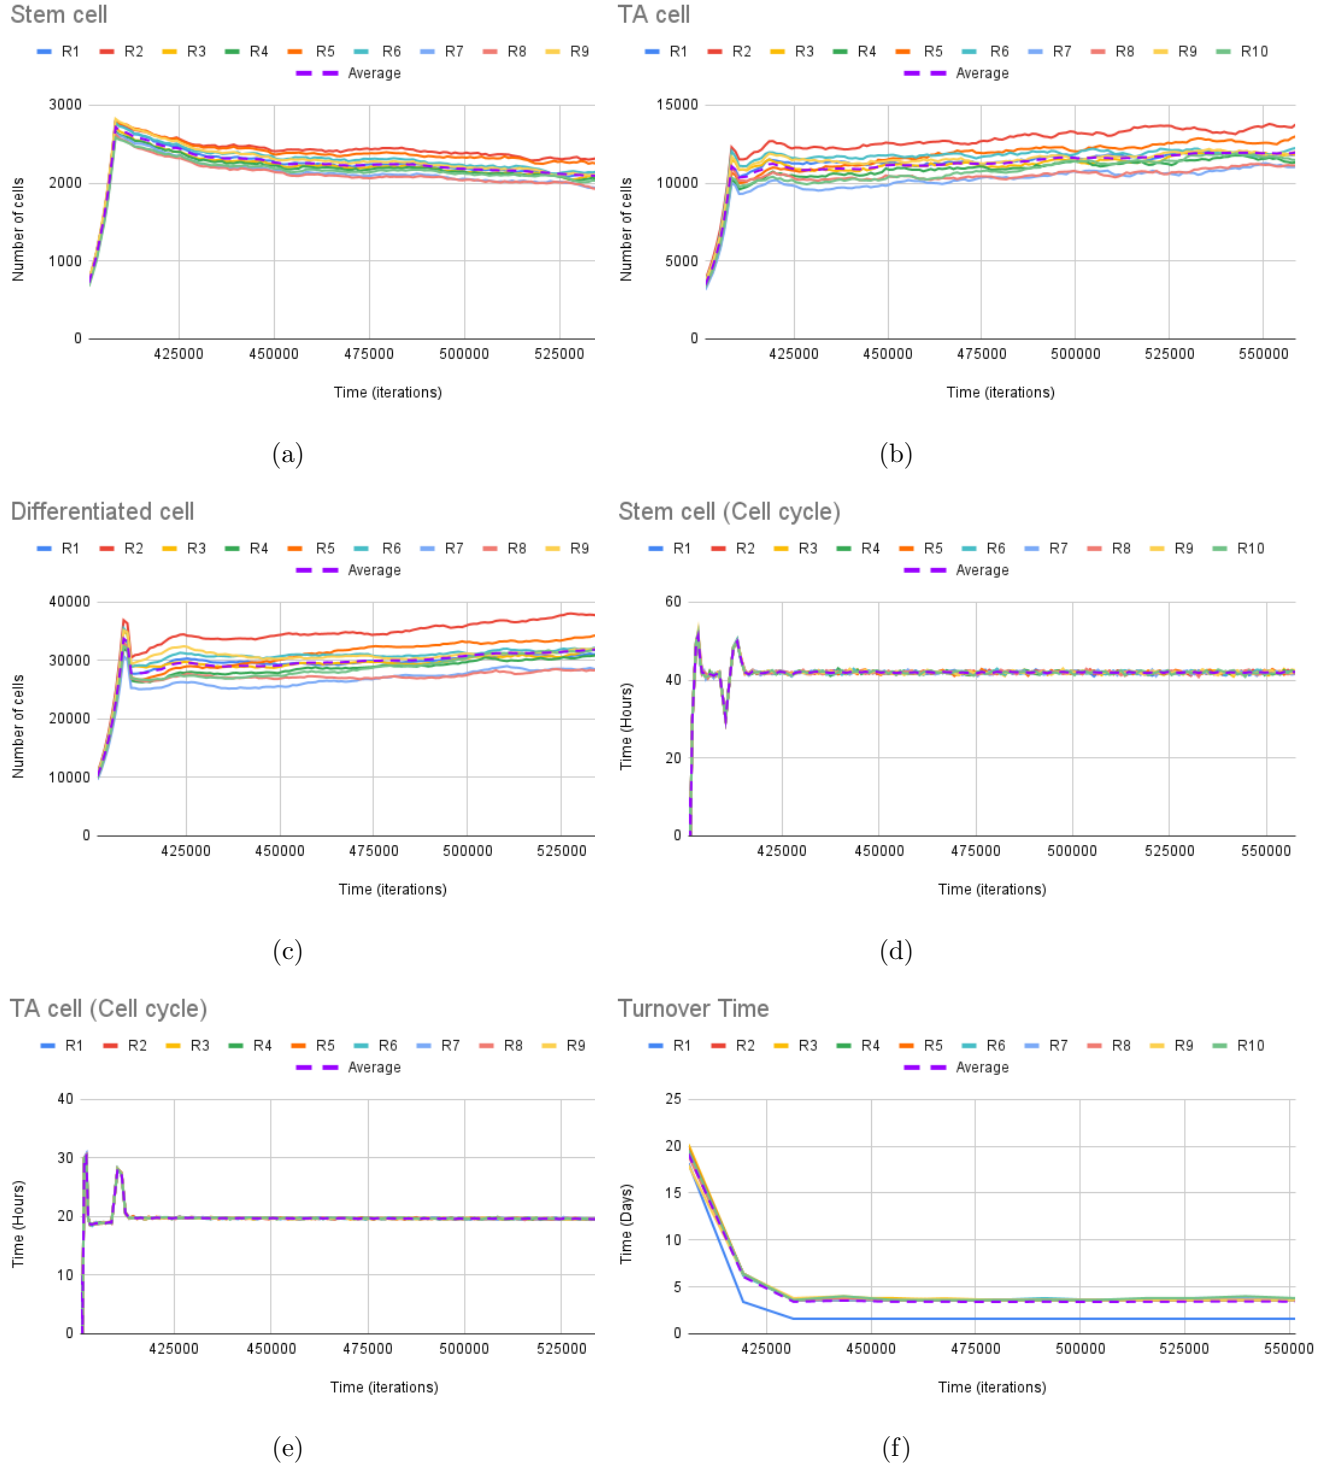 Stem cell
R1 R2 R3 R4 R5 R6 R7 R8 R9
Average
3000
2000
1000
0
Number of cells
425000 450000 475000 500000 525000
Time (iterations)
(a)
TA cell
R1 R2 R3 R4 R5 R6 R7 R8 R9 R10
Average
15000
10000
5000
0
Number of cells
425000 450000 475000 500000 525000 550000
Time (iterations)
(b)
Differentiated cell
R1 R2 R3 R4 R5 R6 R7 R8 R9
Average
40000
30000
20000
10000
0
Number of cells
425000 450000 475000 500000 525000
Time (iterations)
(c)
Stem cell (Cell cycle)
R1 R2 R3 R4 R5 R6 R7 R8 R9 R10
Average
60
40
20
0
Time (Hours)
425000 450000 475000 500000 525000 550000
Time (iterations)
(d)
TA cell (Cell cycle)
R1 R2 R3 R4 R5 R6 R7 R8 R9
Average
40
30
20
10
0
Time (Hours)
425000 450000 475000 500000 525000
Time (iterations)
(e)
Turnover Time
R1 R2 R3 R4 R5 R6 R7 R8 R9 R10
Average
25
20
15
10
5
0
Time (Days)
425000 450000 475000 500000 525000 550000
Time (iterations)
(f)